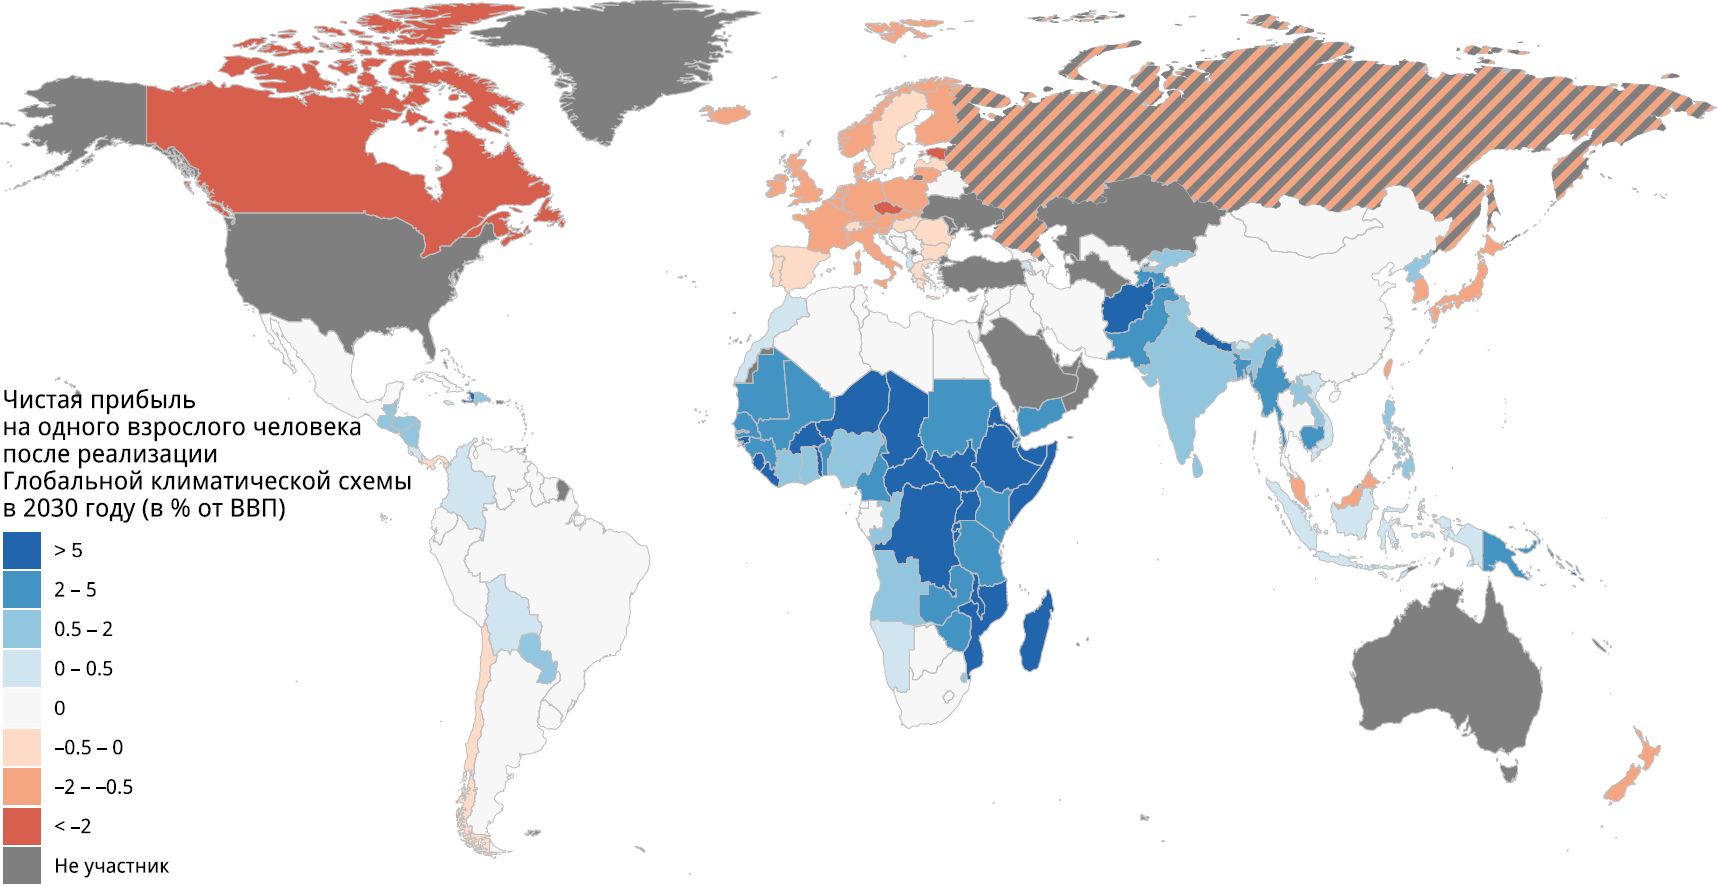 Чистая прибыль
на одного взрослого человека
после реализации
Глобальной климатической схемы
в 2030 году (в % от ВВП)
> 5
2 – 5
0.5 – 2
0 – 0.5
0
–0.5 – 0
–2 – –0.5
< –2
Не участник